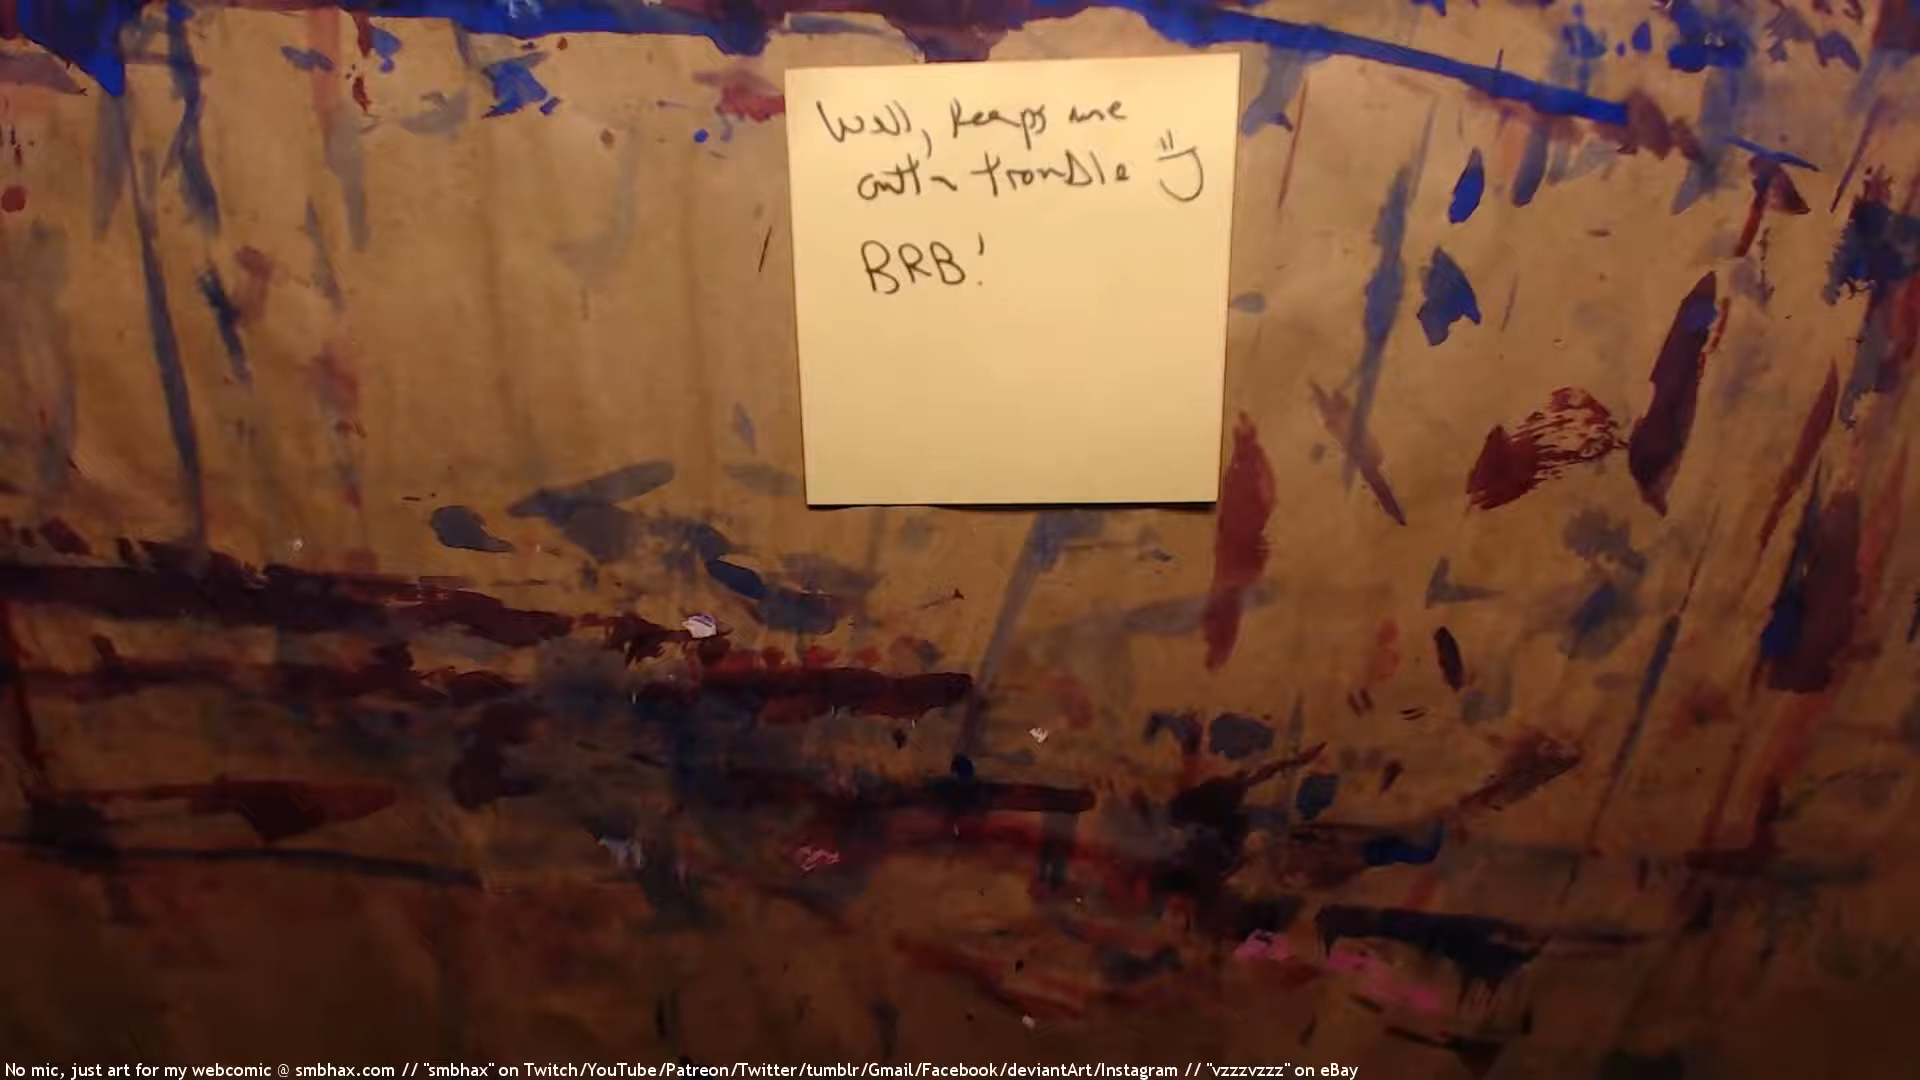 Well, keeps me
outta trouble :)
BRB!
No mic, just art for my webcomic @ smbhax.com // "smbhax" on Twitch/YouTube/Patreon/Twitter/tumblr/Gmail/Facebook/deviantArt/Instagram // "vzzzvzzz" on eBay